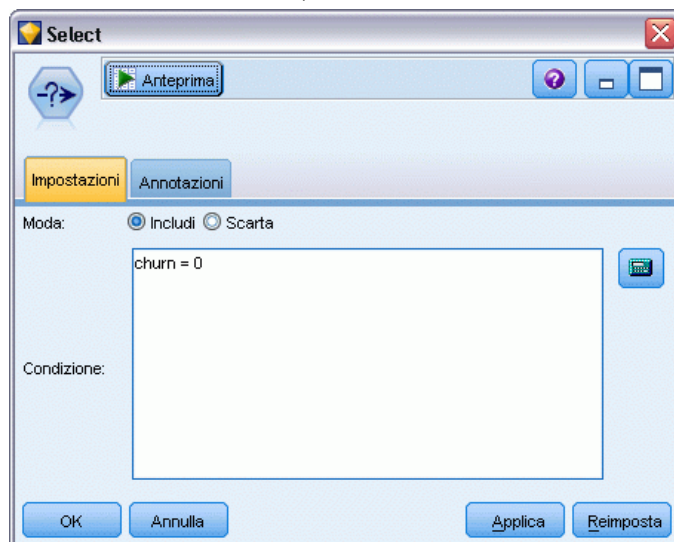 Select
Anteprima
Impostazioni
Annotazioni
Moda:
Includi
Scarta
churn = 0
Condizione:
OK
Annulla
Applica
Reimposta